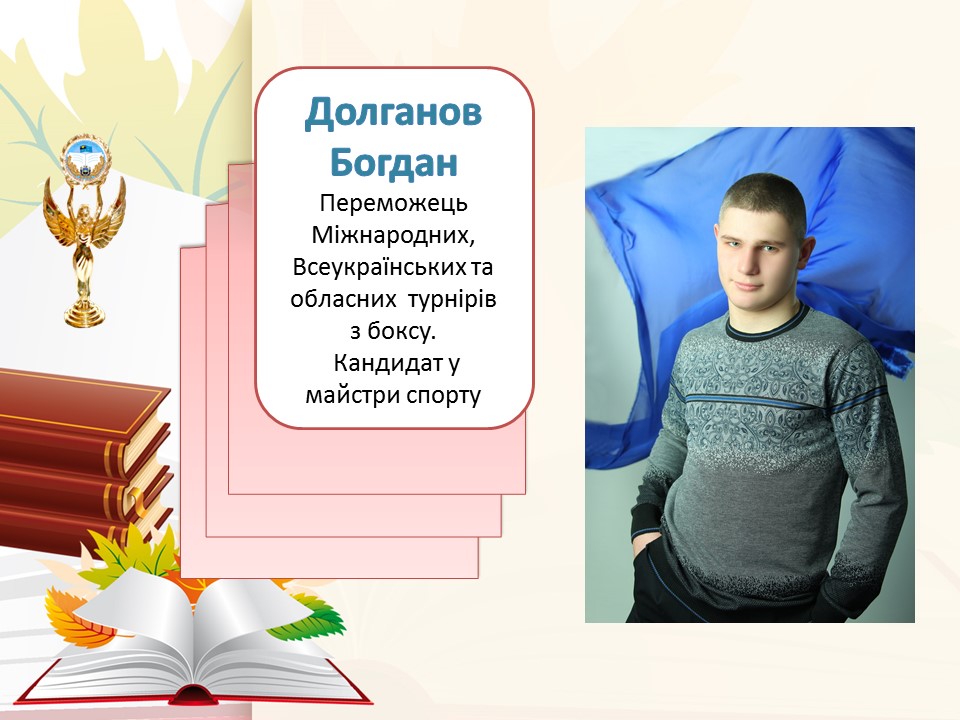 Долганов
Богдан
Переможець
Міжнародних,
Всеукраїнських та
обласних турнірів
з боксу.
Кандидат у
майстри спорту